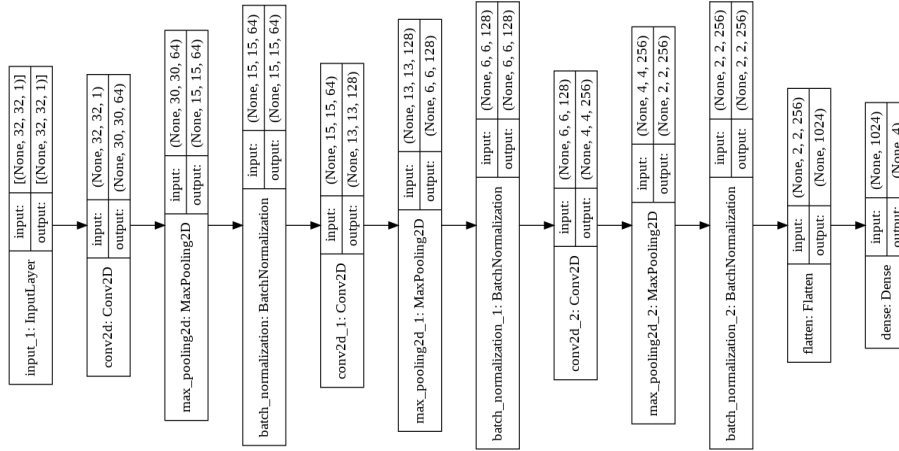 input_1: InputLayer
input: [(None, 32, 32, 1)]
output: [(None, 32, 32, 1)]
conv2d: Conv2D
input: (None, 32, 32, 1)
output: (None, 30, 30, 64)
max_pooling2d: MaxPooling2D
input: (None, 30, 30, 64)
output: (None, 15, 15, 64)
batch_normalization: BatchNormalization
input: (None, 15, 15, 64)
output: (None, 15, 15, 64)
conv2d_1: Conv2D
input: (None, 15, 15, 64)
output: (None, 13, 13, 128)
max_pooling2d_1: MaxPooling2D
input: (None, 13, 13, 128)
output: (None, 6, 6, 128)
batch_normalization_1: BatchNormalization
input: (None, 6, 6, 128)
output: (None, 6, 6, 128)
conv2d_2: Conv2D
input: (None, 6, 6, 128)
output: (None, 4, 4, 256)
max_pooling2d_2: MaxPooling2D
input: (None, 4, 4, 256)
output: (None, 2, 2, 256)
batch_normalization_2: BatchNormalization
input: (None, 2, 2, 256)
output: (None, 2, 2, 256)
flatten: Flatten
input: (None, 2, 2, 256)
output: (None, 1024)
dense: Dense
input: (None, 1024)
output: (None, 4)